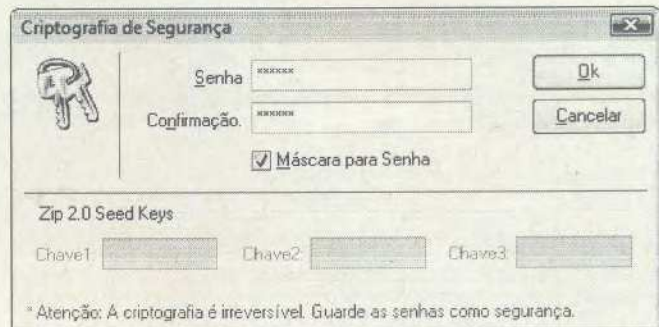 Criptografia de Segurança
Senha ******
Ok
Confirmação. ******
Cancelar
Máscara para Senha
Zip 2.0 Seed Keys
Chave1: Chave2: Chave3:
* Atenção: A criptografia é irreversível. Guarde as senhas como segurança.